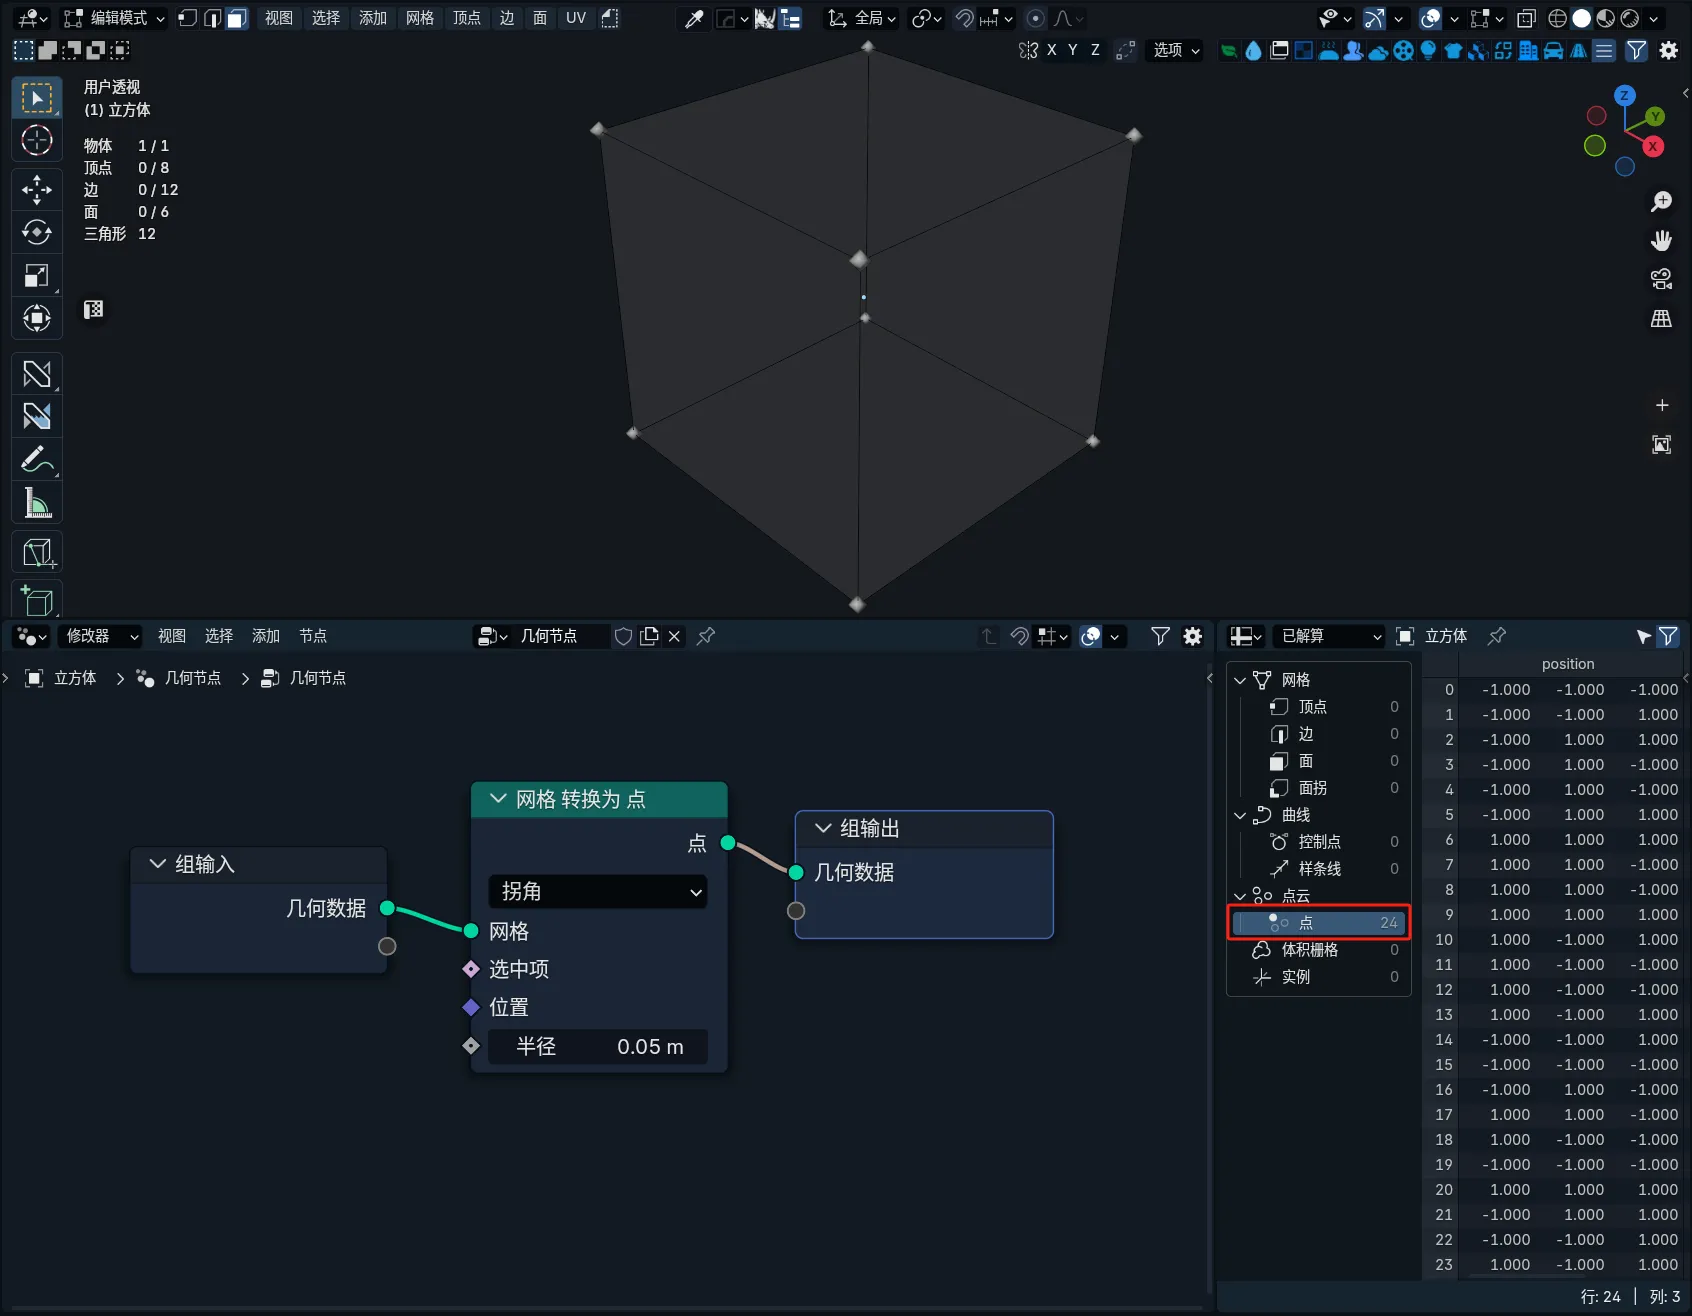 编辑模式 视图 选择 添加 网格 顶点 边 面 UV 全局
X Y Z 选项
用户透视
(1) 立方体
物体 1 / 1
顶点 0 / 8
边 0 / 12
面 0 / 6
三角形 12
Z
Y
X
修改器 视图 选择 添加 节点 几何节点
立方体 几何节点 几何节点
组输入
几何数据
网格 转换为 点
点
拐角
网格
选中项
位置
半径 0.05 m
组输出
几何数据
已解算 立方体
网格
顶点 0
边 0
面 0
面拐 0
曲线
控制点 0
样条线 0
点云
点 24
体积栅格 0
实例 0
position
0 -1.000 -1.000 -1.000
1 -1.000 -1.000 1.000
2 -1.000 1.000 1.000
3 -1.000 1.000 -1.000
4 -1.000 1.000 -1.000
5 -1.000 1.000 1.000
6 1.000 1.000 1.000
7 1.000 1.000 -1.000
8 1.000 1.000 -1.000
9 1.000 1.000 1.000
10 1.000 -1.000 1.000
11 1.000 -1.000 -1.000
12 1.000 -1.000 -1.000
13 1.000 -1.000 1.000
14 -1.000 -1.000 1.000
15 -1.000 -1.000 -1.000
16 -1.000 1.000 -1.000
17 1.000 1.000 -1.000
18 1.000 -1.000 -1.000
19 -1.000 -1.000 -1.000
20 1.000 1.000 1.000
21 -1.000 1.000 1.000
22 -1.000 -1.000 1.000
23 1.000 -1.000 1.000
行: 24 | 列: 3